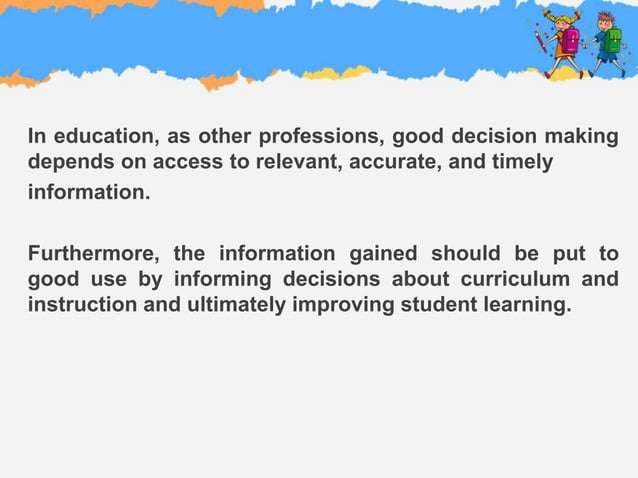 In education, as other professions, good decision making
depends on access to relevant, accurate, and timely
information.
Furthermore, the information gained should be put to
good use by informing decisions about curriculum and
instruction and ultimately improving student learning.